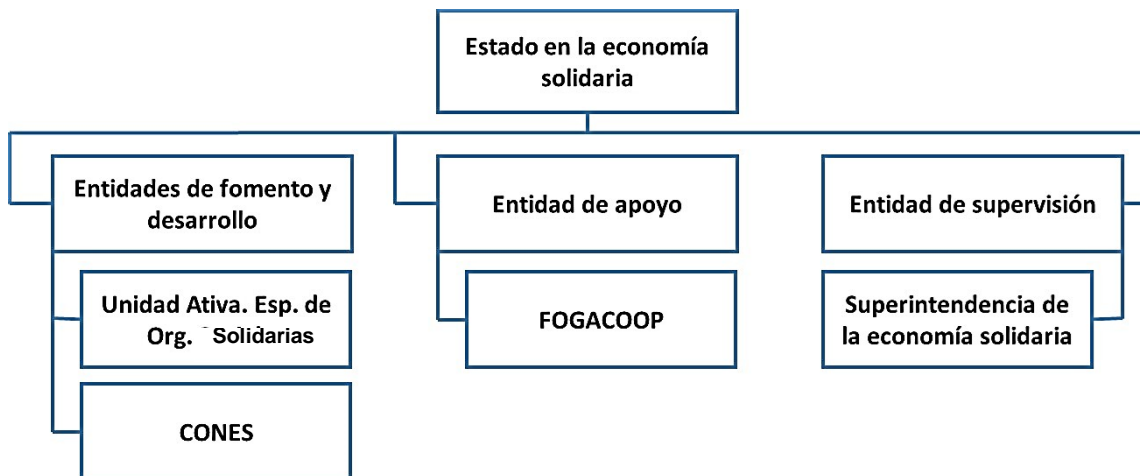 Estado en la economía
solidaria
Entidades de fomento y
desarrollo
Unidad Ativa. Esp. de
Org. Solidarias
CONES
Entidad de apoyo
FOGACOOP
Entidad de supervisión
Superintendencia de
la economía solidaria